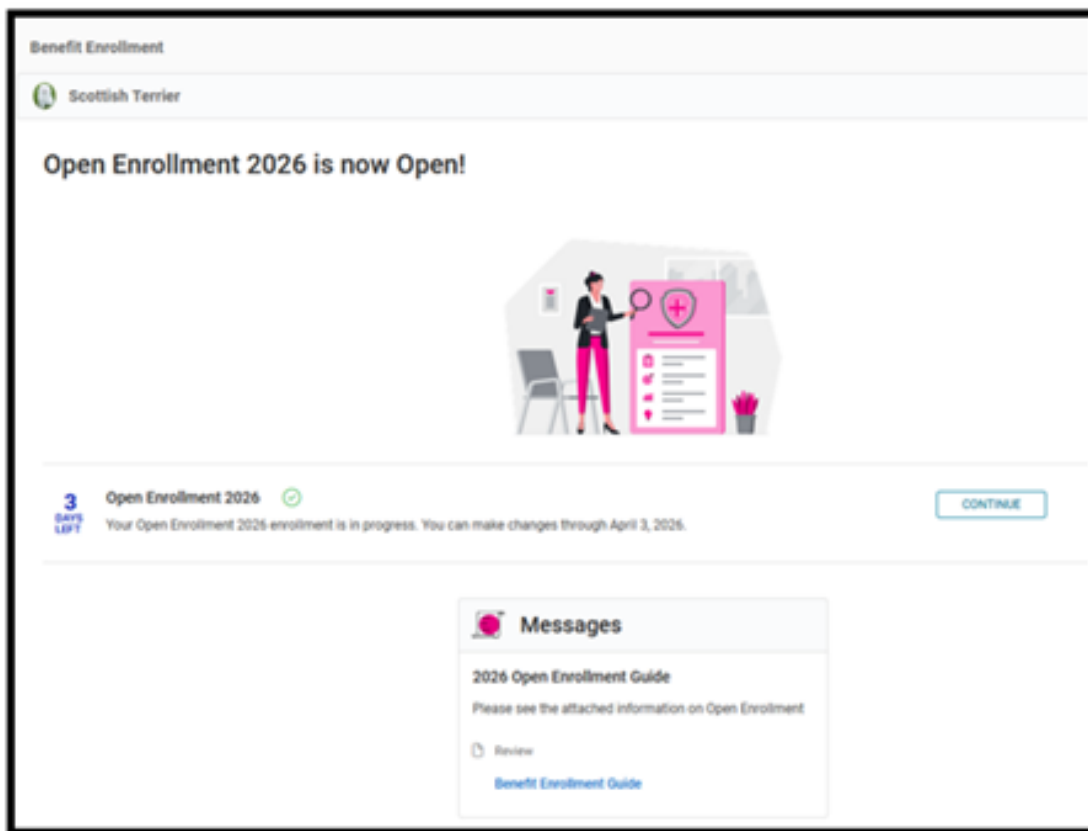 Benefit Enrollment
Scottish Terrier
Open Enrollment 2026 is now Open!
3
DAYS
LEFT
Open Enrollment 2026
Your Open Enrollment 2026 enrollment is in progress. You can make changes through April 3, 2026.
CONTINUE
Messages
2026 Open Enrollment Guide
Please see the attached information on Open Enrollment
Review
Benefit Enrollment Guide